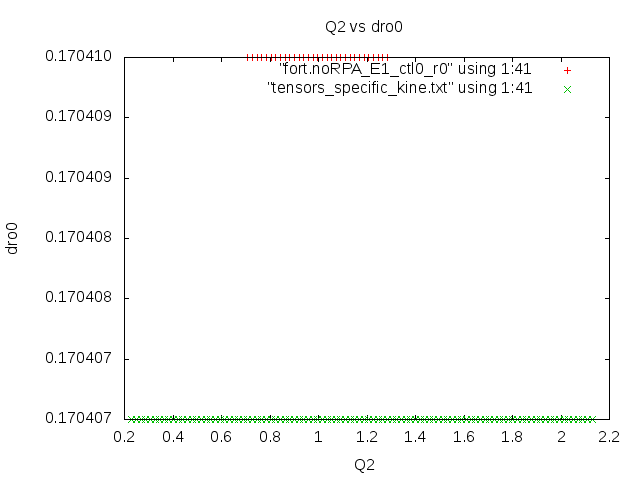 Q2 vs dro0
0.170410
"fort.noRPA_E1_ctl0_r0" using 1:41
"tensors_specific_kine.txt" using 1:41
0.170409
0.170409
0.170408
0.170408
0.170407
0.170407
dro0
0.2 0.4 0.6 0.8 1 1.2 1.4 1.6 1.8 2 2.2
Q2